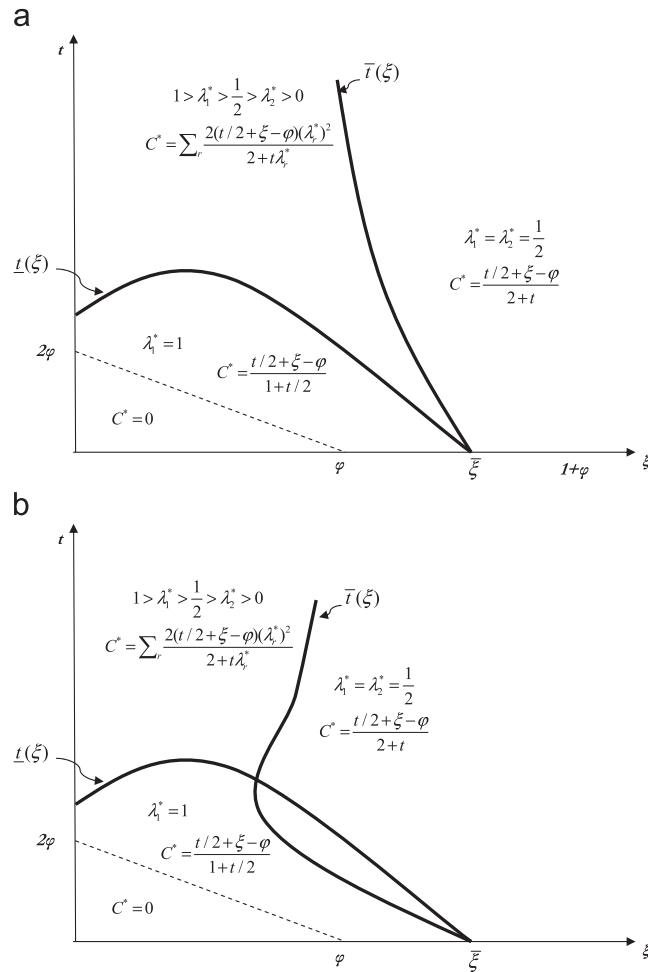 a
t
t̅(ξ)
1 > λ₁* > 1/2 > λ₂* > 0
C* = ∑ᵣ 2(t/2+ξ−φ)(λᵣ*)² / 2+tλᵣ*
λ₁* = λ₂* = 1/2
C* = t/2+ξ−φ / 2+t
t̲(ξ)
λ₁* = 1
2φ
C* = t/2+ξ−φ / 1+t/2
C* = 0
φ
ξ̅
1+φ
ξ
b
t
1 > λ₁* > 1/2 > λ₂* > 0
t̅(ξ)
C* = ∑ᵣ 2(t/2+ξ−φ)(λᵣ*)² / 2+tλᵣ*
λ₁* = λ₂* = 1/2
C* = t/2+ξ−φ / 2+t
t̲(ξ)
λ₁* = 1
2φ
C* = t/2+ξ−φ / 1+t/2
C* = 0
φ
ξ̅
ξ